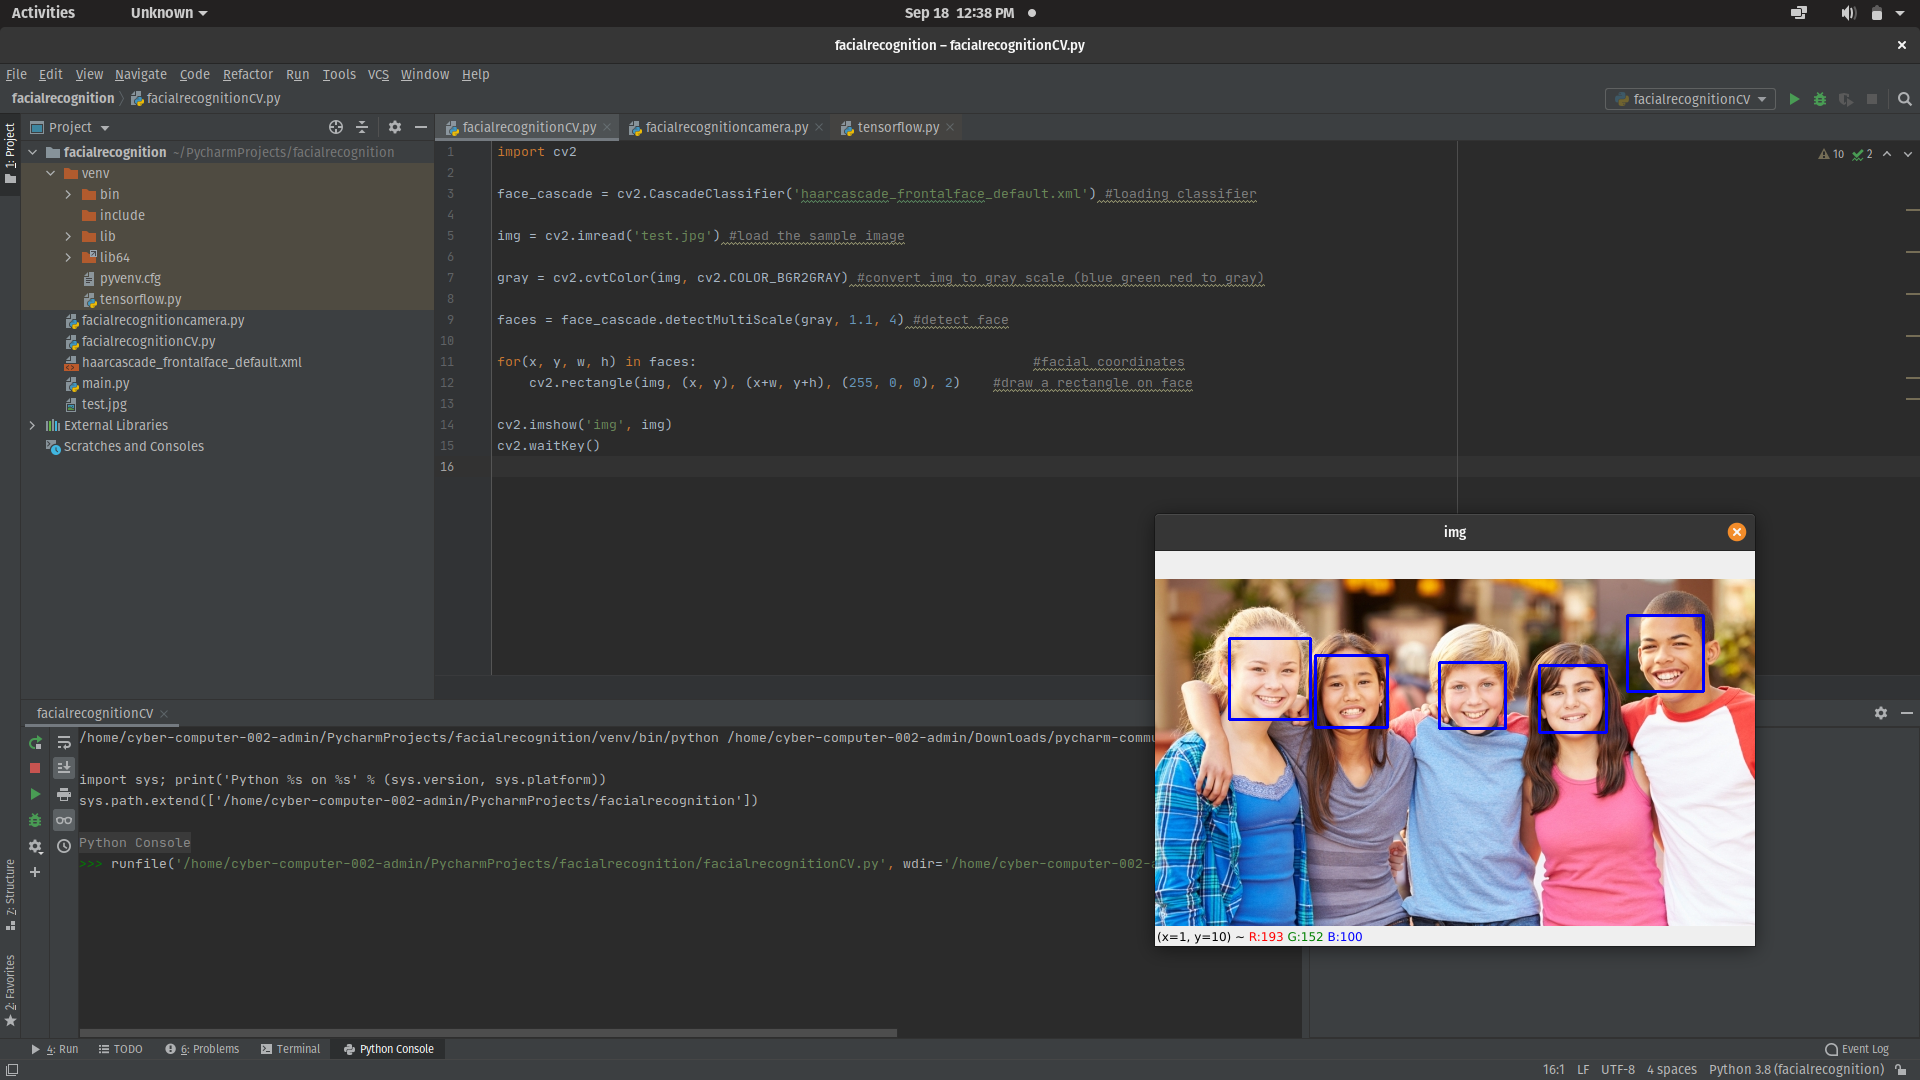 Activities
Unknown
Sep 18 12:38 PM
facialrecognition – facialrecognitionCV.py
File Edit View Navigate Code Refactor Run Tools VCS Window Help
facialrecognition facialrecognitionCV.py
facialrecognitionCV
1: Project
Project
facialrecognitionCV.py
facialrecognitioncamera.py
tensorflow.py
facialrecognition ~/PycharmProjects/facialrecognition
venv
bin
include
lib
lib64
pyvenv.cfg
tensorflow.py
facialrecognitioncamera.py
facialrecognitionCV.py
haarcascade_frontalface_default.xml
main.py
test.jpg
External Libraries
Scratches and Consoles
10 2
1 import cv2
2
3 face_cascade = cv2.CascadeClassifier('haarcascade_frontalface_default.xml') #loading classifier
4
5 img = cv2.imread('test.jpg') #load the sample image
6
7 gray = cv2.cvtColor(img, cv2.COLOR_BGR2GRAY) #convert img to gray scale (blue green red to gray)
8
9 faces = face_cascade.detectMultiScale(gray, 1.1, 4) #detect face
10
11 for(x, y, w, h) in faces: #facial coordinates
12 cv2.rectangle(img, (x, y), (x+w, y+h), (255, 0, 0), 2) #draw a rectangle on face
13
14 cv2.imshow('img', img)
15 cv2.waitKey()
16
img
(x=1, y=10) ~ R:193 G:152 B:100
facialrecognitionCV
/home/cyber-computer-002-admin/PycharmProjects/facialrecognition/venv/bin/python /home/cyber-computer-002-admin/Downloads/pycharm-commu
import sys; print('Python %s on %s' % (sys.version, sys.platform))
sys.path.extend(['/home/cyber-computer-002-admin/PycharmProjects/facialrecognition'])
Python Console
>>> runfile('/home/cyber-computer-002-admin/PycharmProjects/facialrecognition/facialrecognitionCV.py', wdir='/home/cyber-computer-002-
7: Structure
2: Favorites
4: Run TODO 6: Problems Terminal Python Console
Event Log
16:1 LF UTF-8 4 spaces Python 3.8 (facialrecognition)